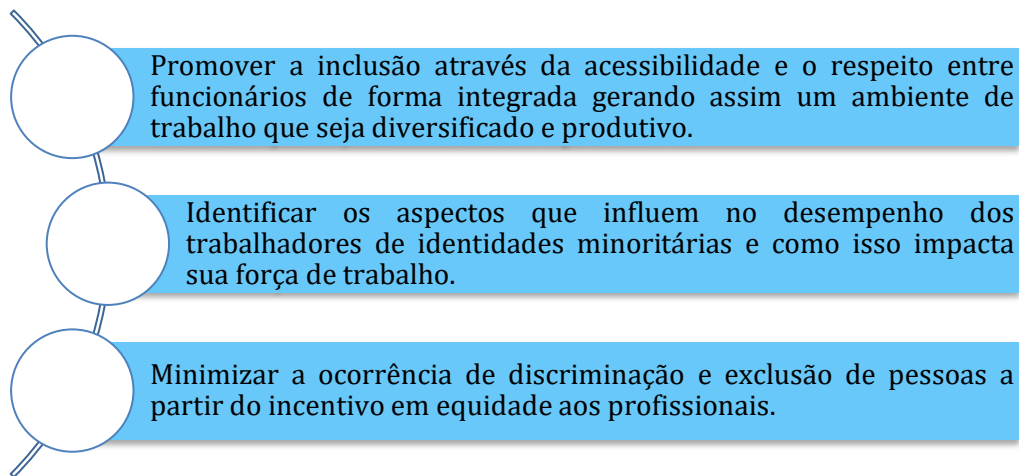 Promover a inclusão através da acessibilidade e o respeito entre
funcionários de forma integrada gerando assim um ambiente de
trabalho que seja diversificado e produtivo.
Identificar os aspectos que influem no desempenho dos
trabalhadores de identidades minoritárias e como isso impacta
sua força de trabalho.
Minimizar a ocorrência de discriminação e exclusão de pessoas a
partir do incentivo em equidade aos profissionais.